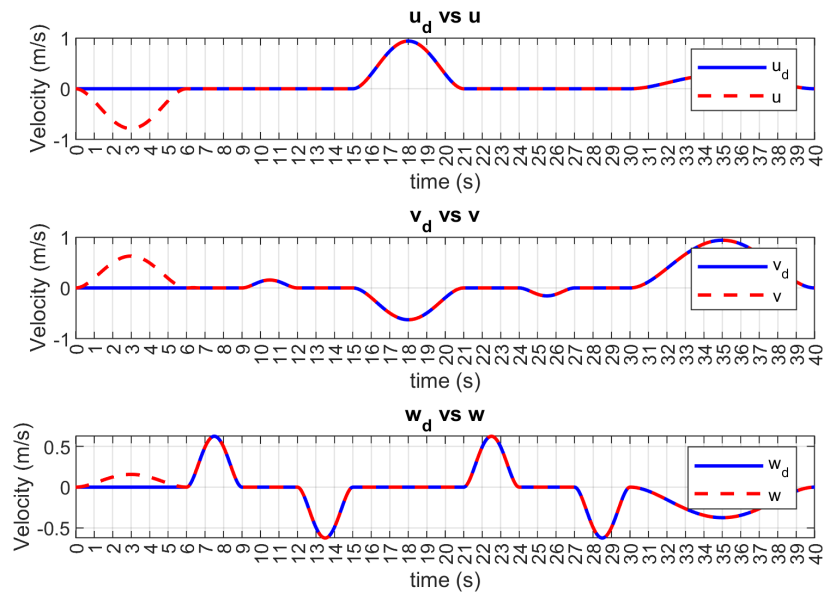 u_d vs u
Velocity (m/s)
1
0
-1
u_d
u
0 1 2 3 4 5 6 7 8 9 10 11 12 13 14 15 16 17 18 19 20 21 22 23 24 25 26 27 28 29 30 31 32 33 34 35 36 37 38 39 40
time (s)
v_d vs v
Velocity (m/s)
1
0
-1
v_d
v
0 1 2 3 4 5 6 7 8 9 10 11 12 13 14 15 16 17 18 19 20 21 22 23 24 25 26 27 28 29 30 31 32 33 34 35 36 37 38 39 40
time (s)
w_d vs w
Velocity (m/s)
0.5
0
-0.5
w_d
w
0 1 2 3 4 5 6 7 8 9 10 11 12 13 14 15 16 17 18 19 20 21 22 23 24 25 26 27 28 29 30 31 32 33 34 35 36 37 38 39 40
time (s)